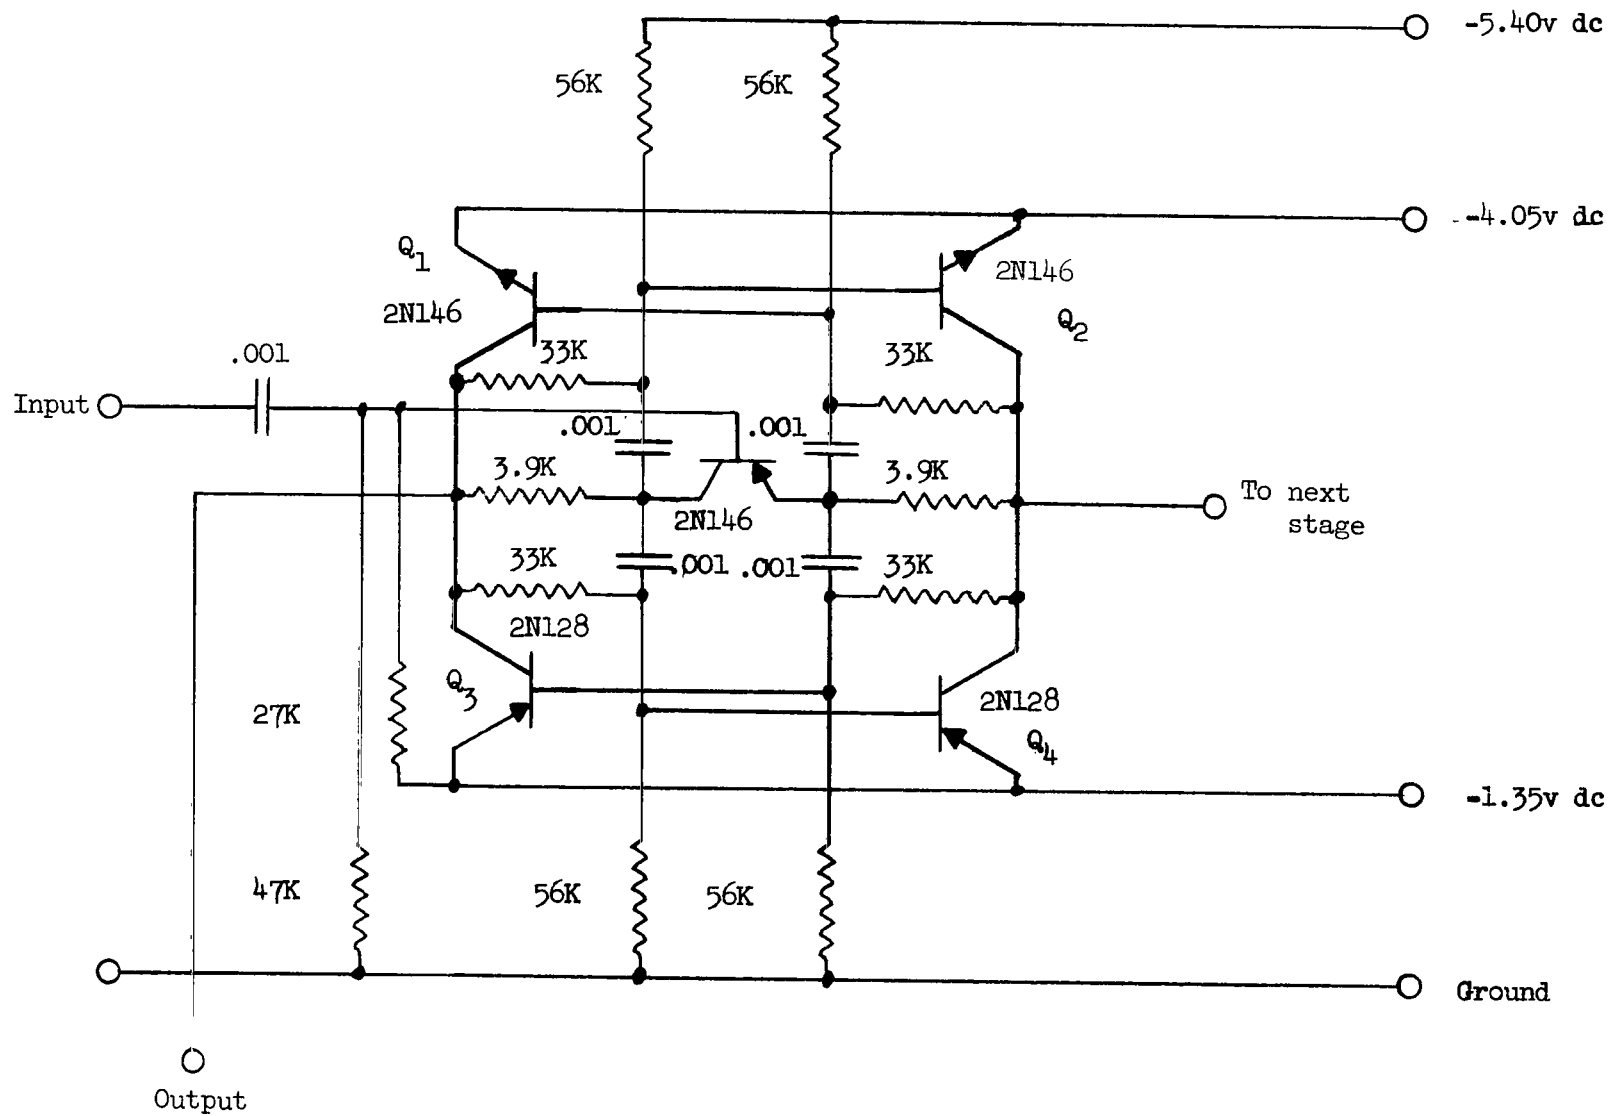 -5.40v dc
56K
56K
-4.05v dc
Q1
2N146
2N146
Q2
.001
33K
33K
Input
.001
.001
3.9K
3.9K
2N146
To next
stage
33K
.001
.001
33K
2N128
Q3
2N128
Q4
27K
-1.35v dc
47K
56K
56K
Ground
Output